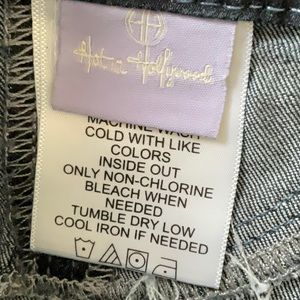 Hot in Hollywood
MACHINE WASH
COLD WITH LIKE
COLORS
INSIDE OUT
ONLY NON-CHLORINE
BLEACH WHEN
NEEDED
TUMBLE DRY LOW
COOL IRON IF NEEDED